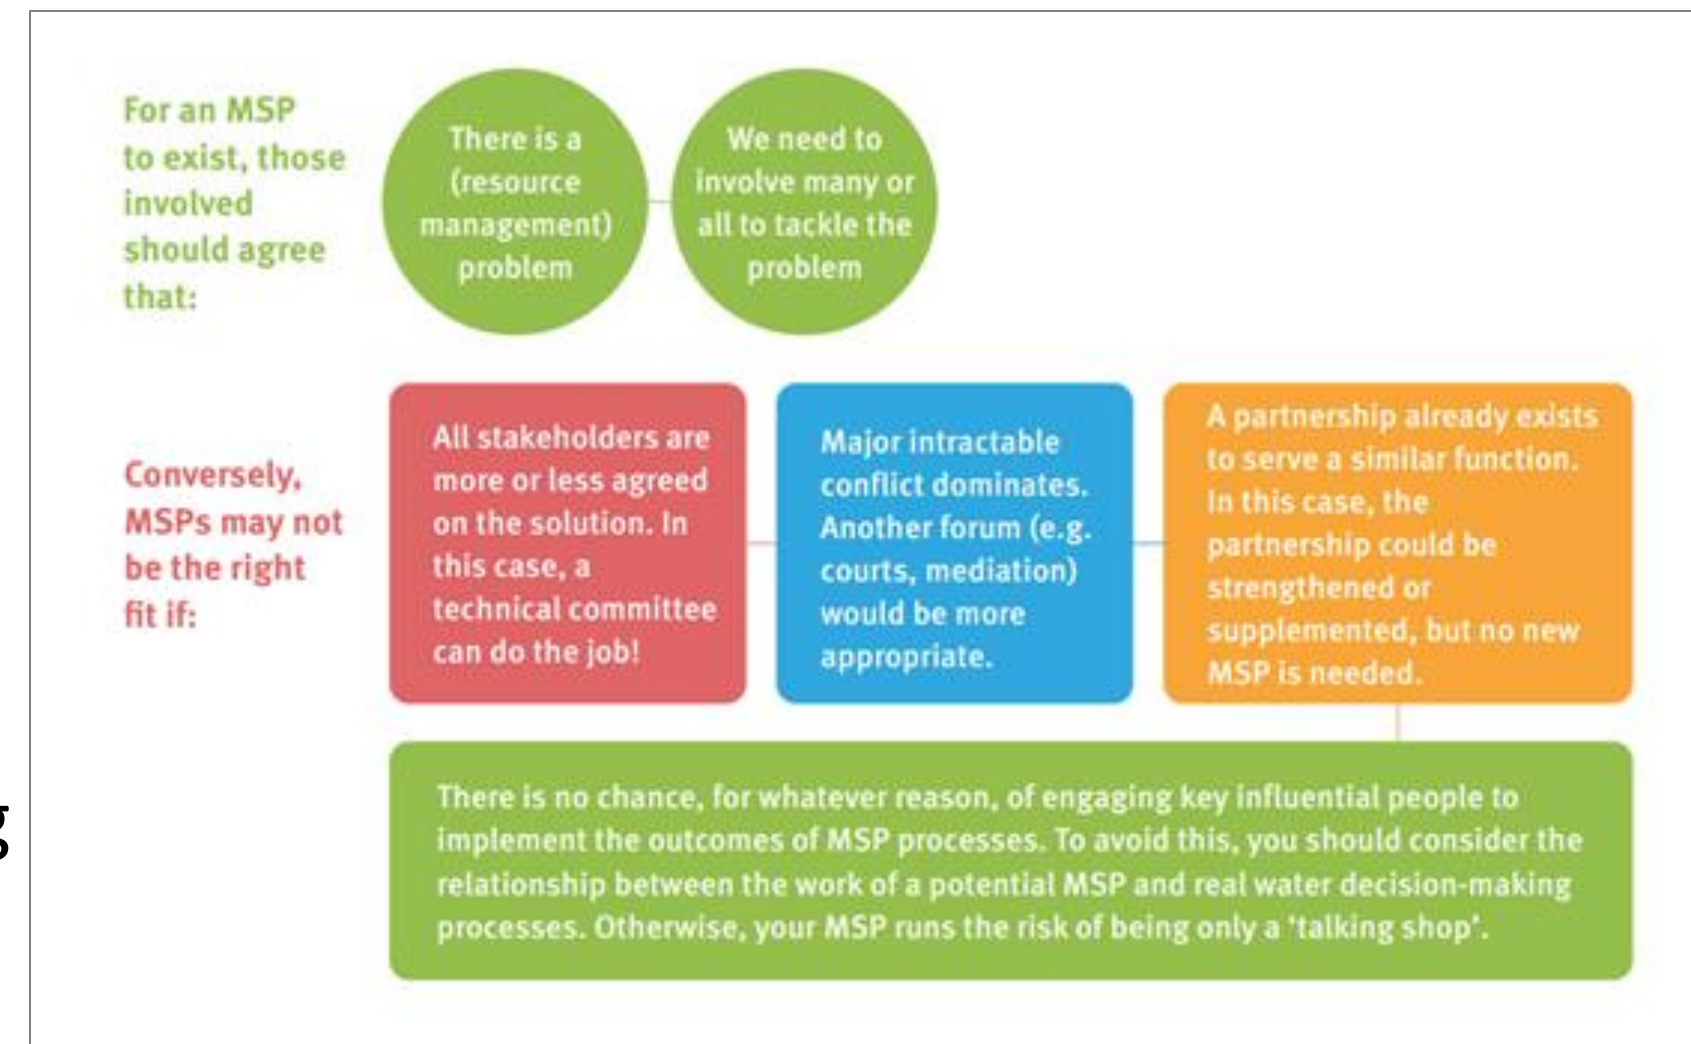 For an MSP
to exist, those
involved
should agree
that:
There is a
(resource
management)
problem
We need to
involve many or
all to tackle the
problem
Conversely,
MSPs may not
be the right
fit if:
All stakeholders are
more or less agreed
on the solution. In
this case, a
technical committee
can do the job!
Major intractable
conflict dominates.
Another forum (e.g.
courts, mediation)
would be more
appropriate.
A partnership already exists
to serve a similar function.
In this case, the
partnership could be
strengthened or
supplemented, but no new
MSP is needed.
There is no chance, for whatever reason, of engaging key influential people to
implement the outcomes of MSP processes. To avoid this, you should consider the
relationship between the work of a potential MSP and real water decision-making
processes. Otherwise, your MSP runs the risk of being only a ‘talking shop’.
g